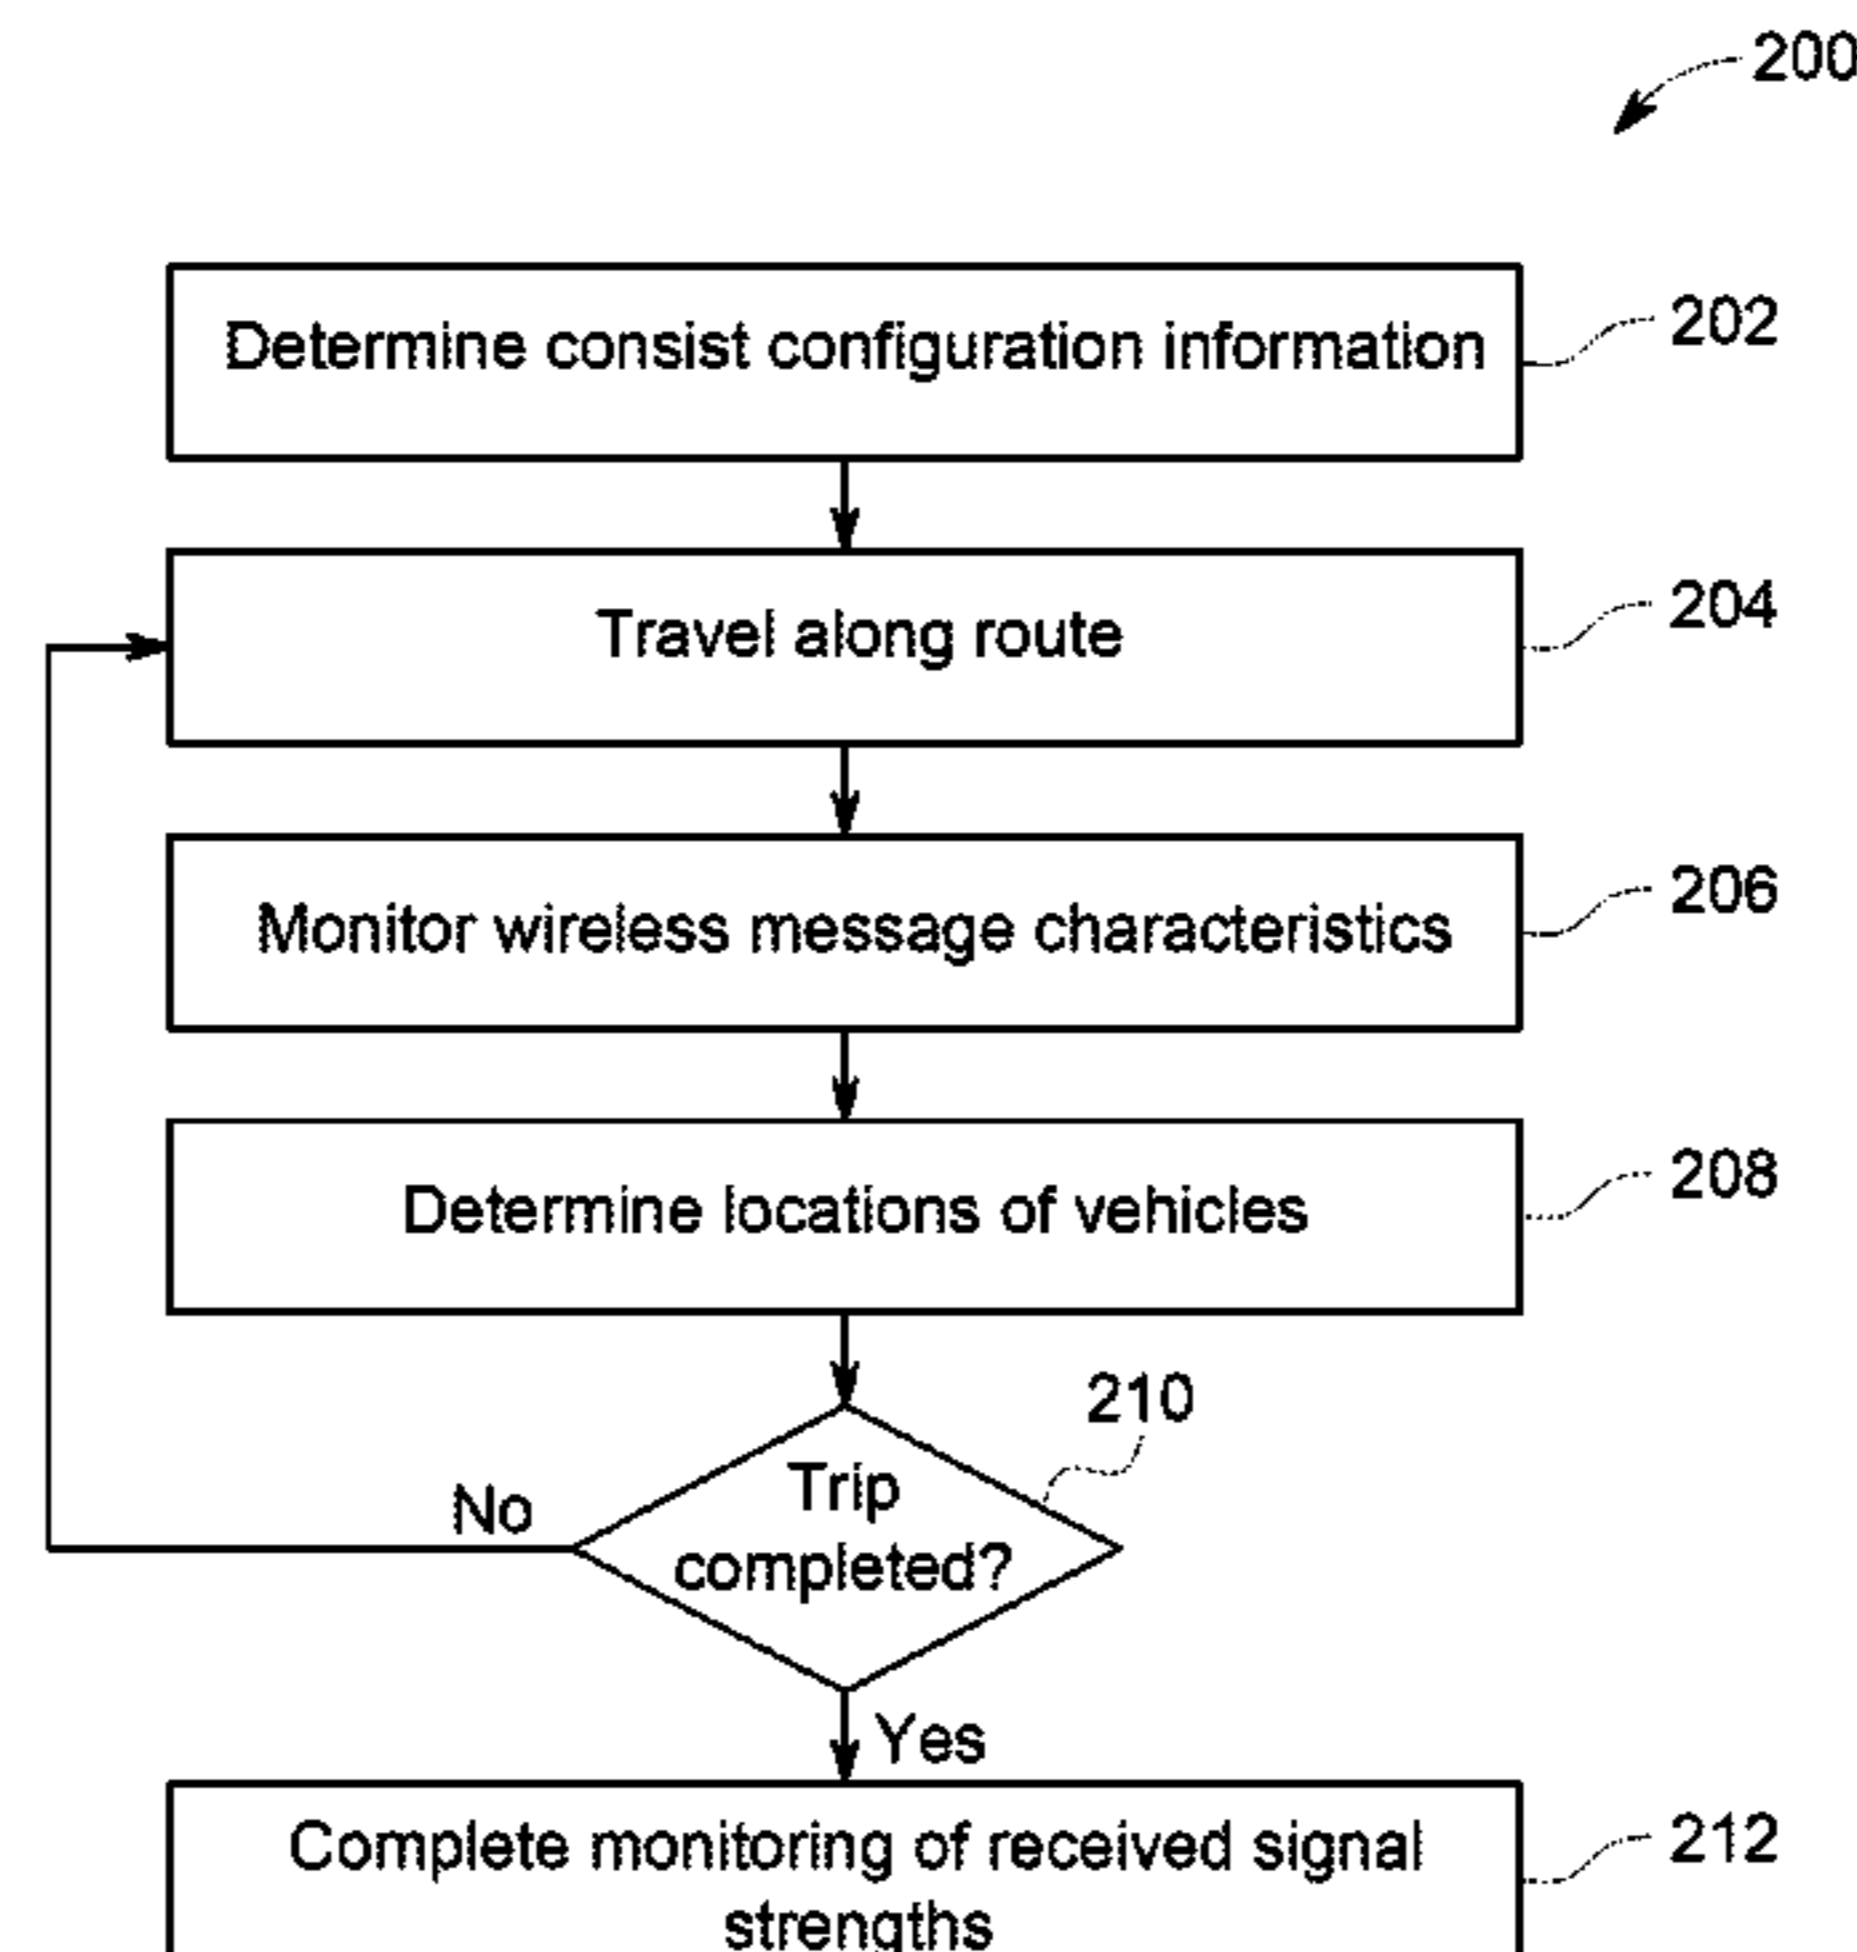 200
Determine consist configuration information
202
Travel along route
204
Monitor wireless message characteristics
206
Determine locations of vehicles
208
210
Trip
completed?
No
Yes
Complete monitoring of received signal
strengths
212